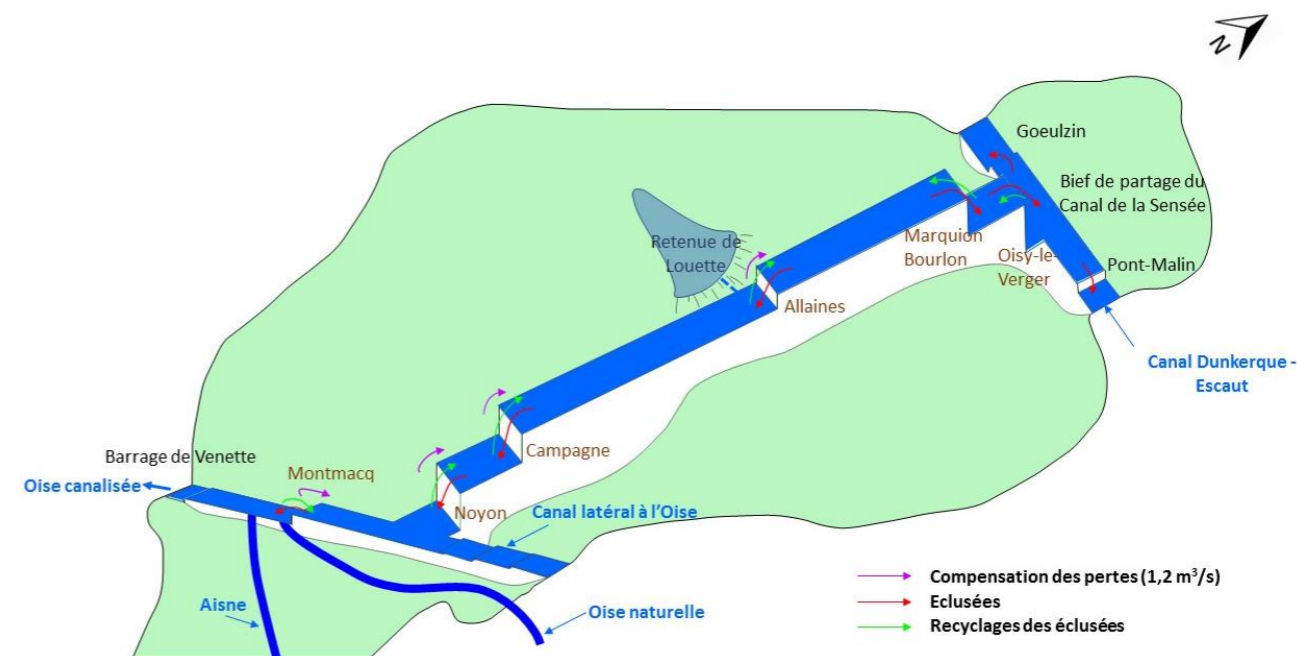 N
Goeulzin
Bief de partage du
Canal de la Sensée
Retenue de
Louette
Marquion
Bourlon
Oisy-le-
Verger
Pont-Malin
Allaines
Canal Dunkerque -
Escaut
Campagne
Barrage de Venette
Montmacq
Oise canalisée
Noyon
Canal latéral à l'Oise
Aisne
Oise naturelle
Compensation des pertes (1,2 m³/s)
Eclusées
Recyclages des éclusées